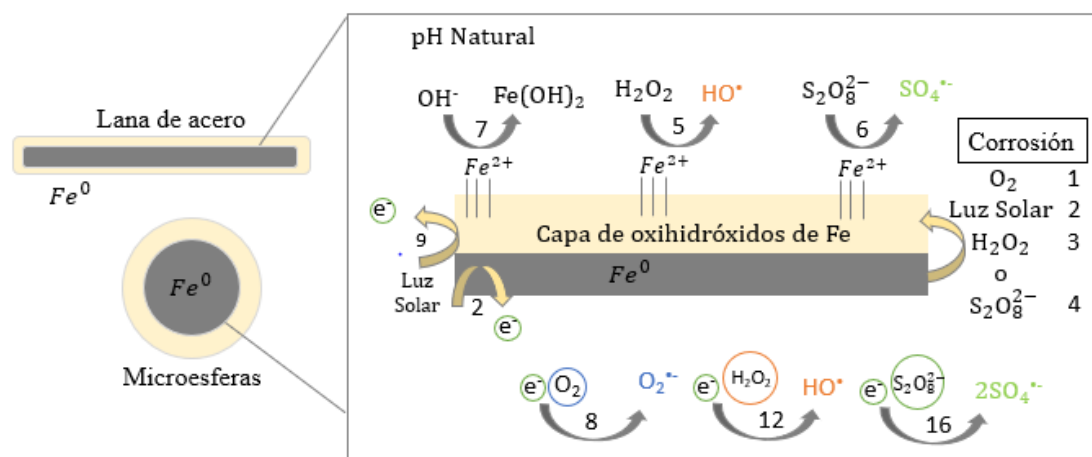 pH Natural
Lana de acero
Fe⁰
Fe⁰
Microesferas
OH⁻ Fe(OH)₂ H₂O₂ HO• S₂O₈²⁻ SO₄•⁻
7 5 6
Fe²⁺ Fe²⁺ Fe²⁺
Corrosión
O₂ 1
Luz Solar 2
H₂O₂ 3
o
S₂O₈²⁻ 4
e⁻
9
Luz
Solar
2
e⁻
Capa de oxihidróxidos de Fe
Fe⁰
e⁻ O₂ O₂•⁻ e⁻ H₂O₂ HO• e⁻ S₂O₈²⁻ 2SO₄•⁻
8 12 16